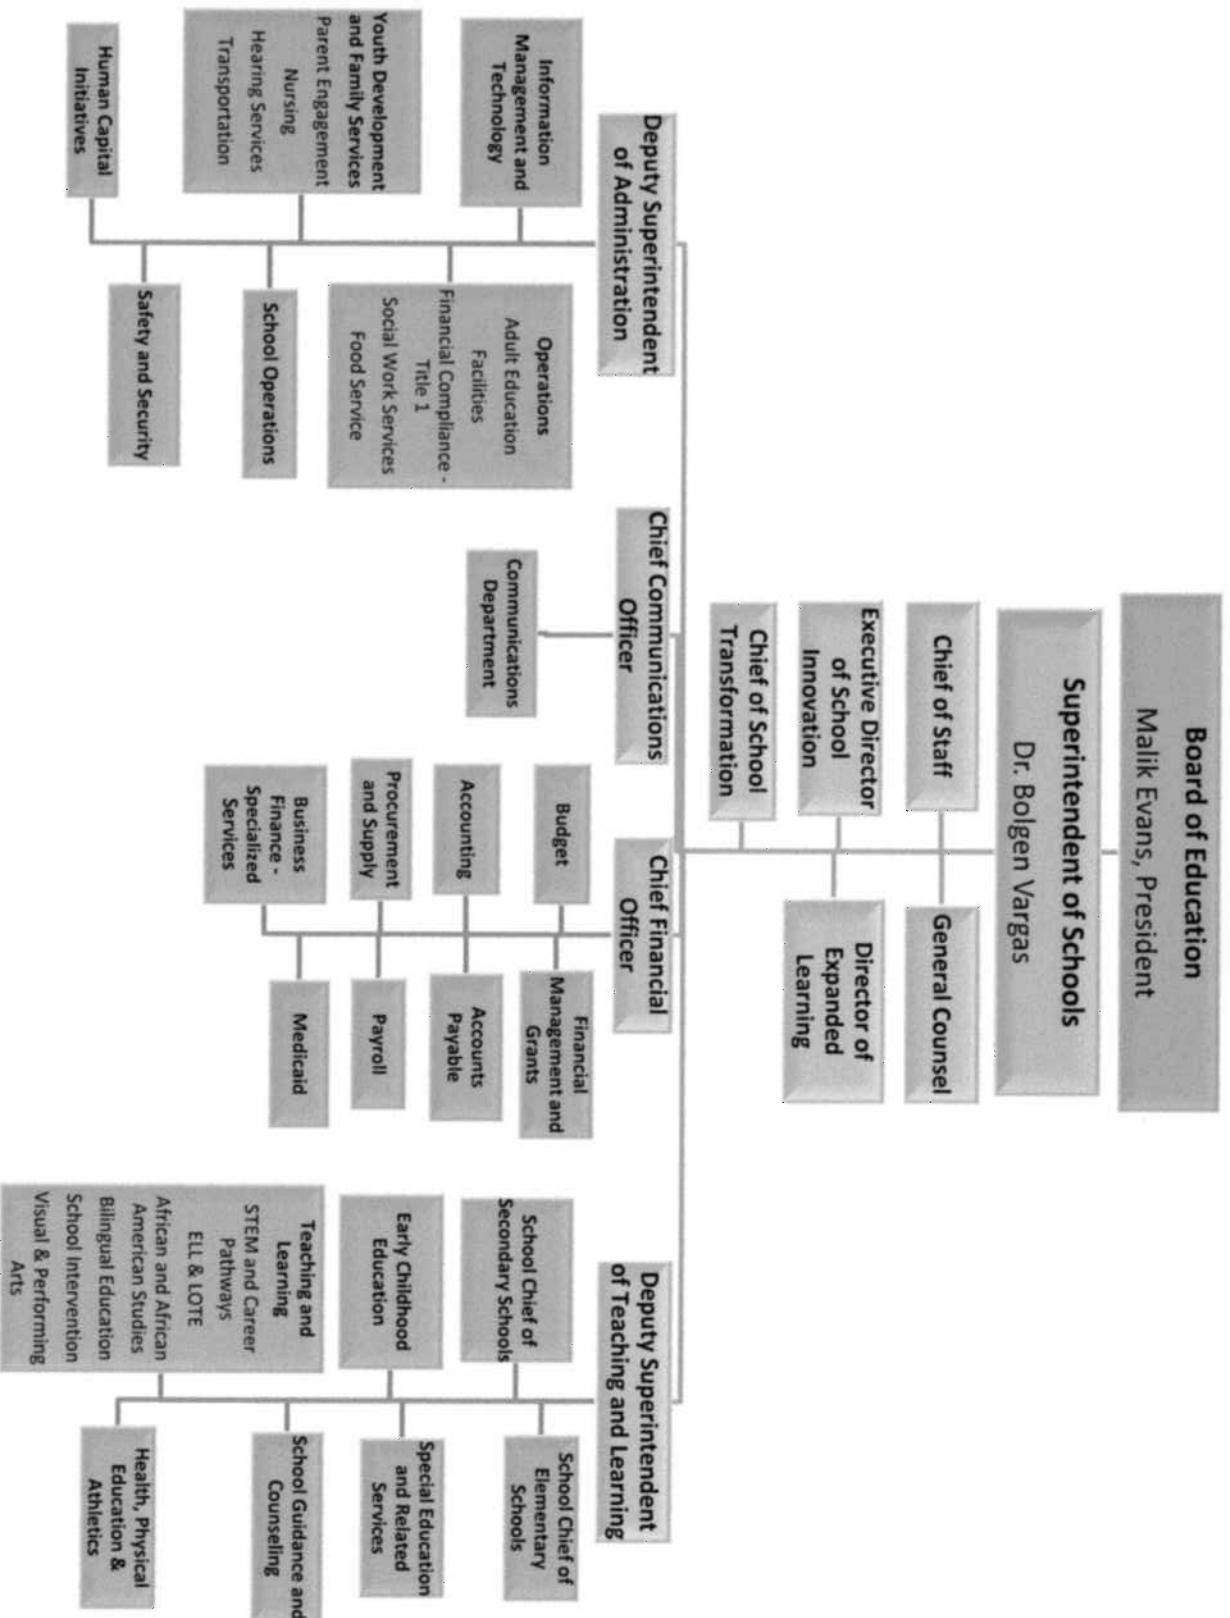 Board of Education
Malik Evans, President
Superintendent of Schools
Dr. Bolgen Vargas
Chief of Staff
General Counsel
Executive Director
of School
Innovation
Director of
Expanded
Learning
Chief of School
Transformation
Deputy Superintendent
of Administration
Information
Management and
Technology
Operations
Adult Education
Facilities
Financial Compliance -
Title 1
Social Work Services
Food Service
Youth Development
and Family Services
Parent Engagement
Nursing
Hearing Services
Transportation
School Operations
Human Capital
Initiatives
Safety and Security
Chief Communications
Officer
Communications
Department
Chief Financial
Officer
Budget
Financial
Management and
Grants
Accounting
Accounts
Payable
Procurement
and Supply
Payroll
Business
Finance -
Specialized
Services
Medicaid
Deputy Superintendent
of Teaching and Learning
School Chief of
Secondary Schools
School Chief of
Elementary
Schools
Early Childhood
Education
Special Education
and Related
Services
Teaching and
Learning
STEM and Career
Pathways
ELL & LOTE
African and African
American Studies
Bilingual Education
School Intervention
Visual & Performing
Arts
School Guidance and
Counseling
Health, Physical
Education &
Athletics